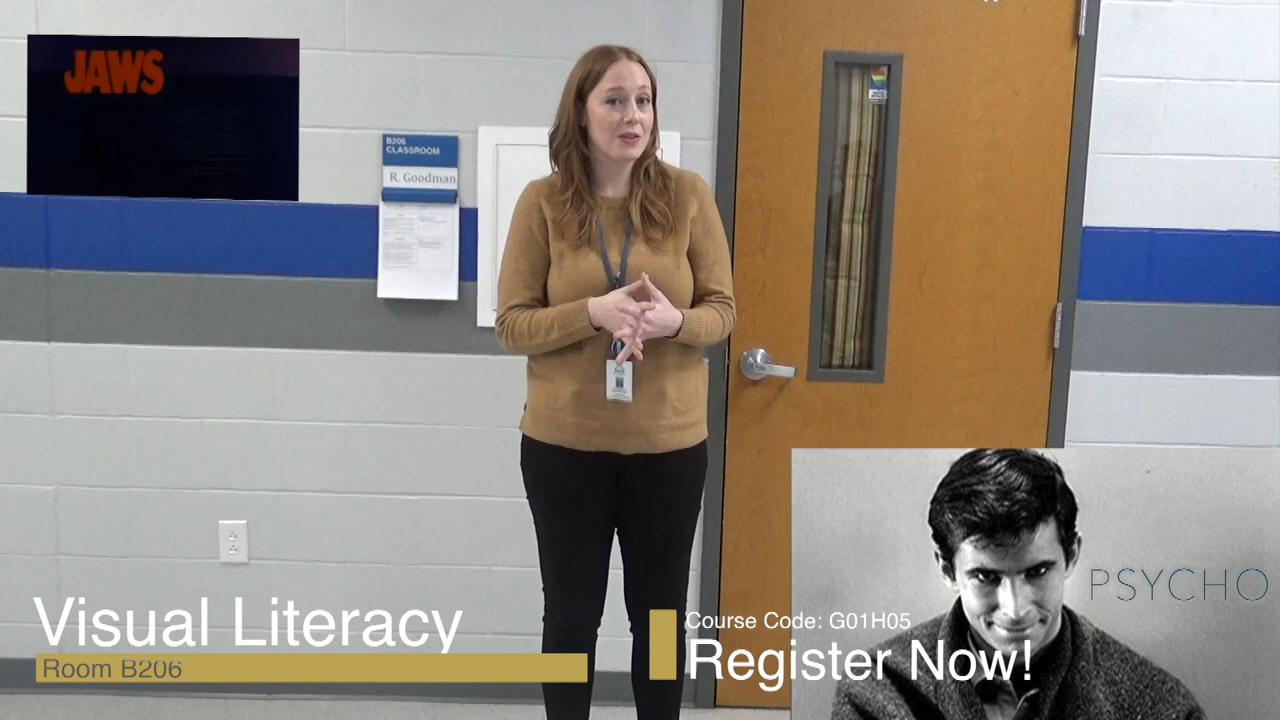 JAWS
B206
CLASSROOM
R. Goodman
PSYCHO
Visual Literacy
Room B206
Course Code: G01H05
Register Now!